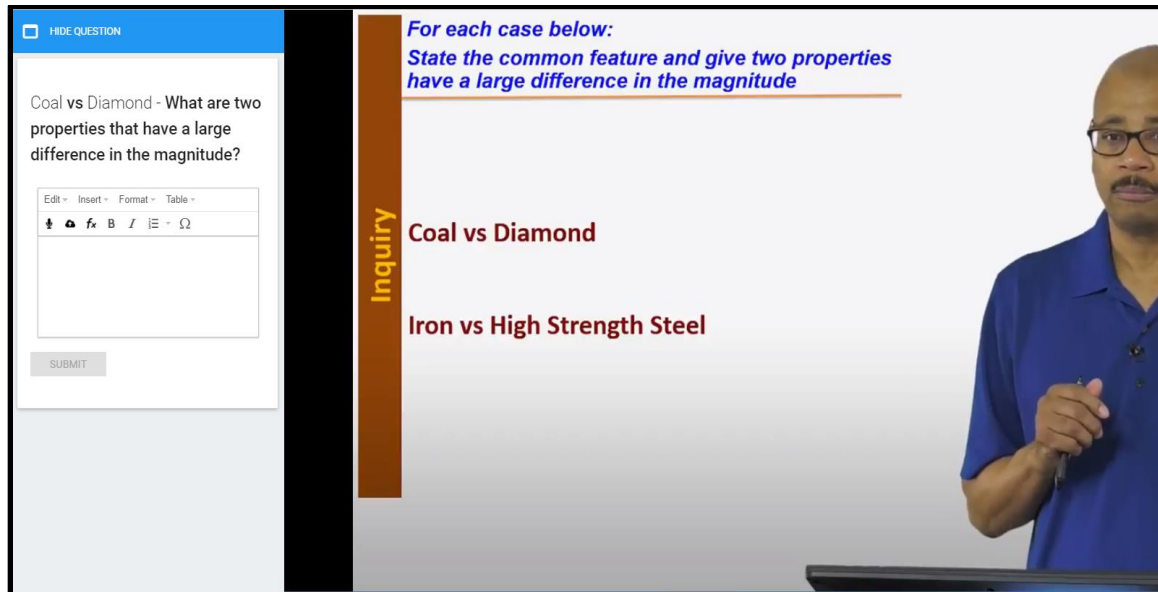 HIDE QUESTION
Coal vs Diamond - What are two
properties that have a large
difference in the magnitude?
Edit Insert Format Table
fx B I Ω
SUBMIT
For each case below:
State the common feature and give two properties
have a large difference in the magnitude
Inquiry
Coal vs Diamond
Iron vs High Strength Steel